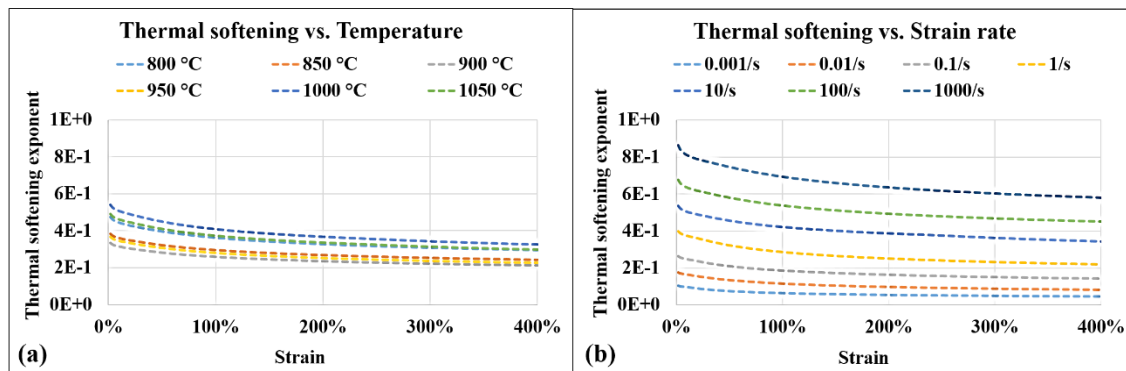 Thermal softening vs. Temperature
800 °C 850 °C 900 °C
950 °C 1000 °C 1050 °C
Thermal softening exponent
1E+0
8E-1
6E-1
4E-1
2E-1
0E+0
0% 100% 200% 300% 400%
Strain
(a)
Thermal softening vs. Strain rate
0.001/s 0.01/s 0.1/s 1/s
10/s 100/s 1000/s
Thermal softening exponent
1E+0
8E-1
6E-1
4E-1
2E-1
0E+0
0% 100% 200% 300% 400%
Strain
(b)